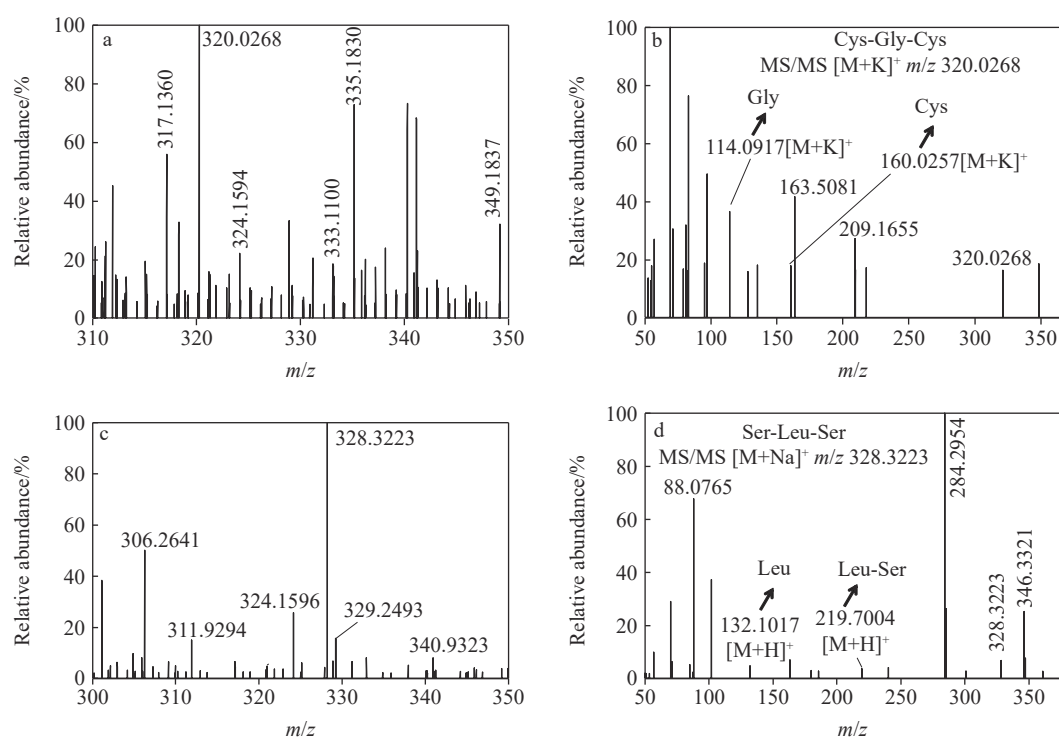 a
100
80
60
40
20
0
Relative abundance/%
317.1360
320.0268
324.1594
333.1100
335.1830
349.1837
310
320
330
340
350
m/z
b
Cys-Gly-Cys
MS/MS [M+K]⁺ m/z 320.0268
Gly
Cys
114.0917[M+K]⁺
160.0257[M+K]⁺
163.5081
209.1655
320.0268
100
80
60
40
20
0
Relative abundance/%
50
100
150
200
250
300
350
m/z
c
100
80
60
40
20
0
Relative abundance/%
328.3223
306.2641
324.1596
329.2493
311.9294
340.9323
300
310
320
330
340
350
m/z
d
Ser-Leu-Ser
MS/MS [M+Na]⁺ m/z 328.3223
88.0765
284.2954
Leu
Leu-Ser
132.1017
[M+H]⁺
219.7004
[M+H]⁺
328.3223
346.3321
100
80
60
40
20
0
Relative abundance/%
50
100
150
200
250
300
350
m/z